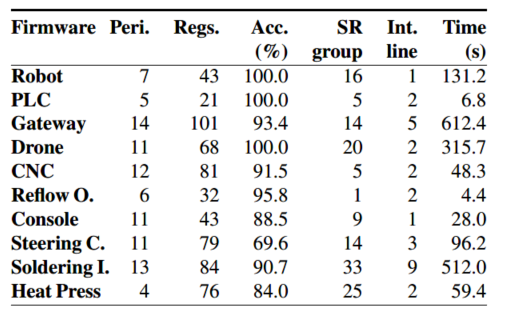 Firmware Peri. Regs. Acc. SR Int. Time
(%) group line (s)
Robot 7 43 100.0 16 1 131.2
PLC 5 21 100.0 5 2 6.8
Gateway 14 101 93.4 14 5 612.4
Drone 11 68 100.0 20 2 315.7
CNC 12 81 91.5 5 2 48.3
Reflow O. 6 32 95.8 1 2 4.4
Console 11 43 88.5 9 1 28.0
Steering C. 11 79 69.6 14 3 96.2
Soldering I. 13 84 90.7 33 9 512.0
Heat Press 4 76 84.0 25 2 59.4